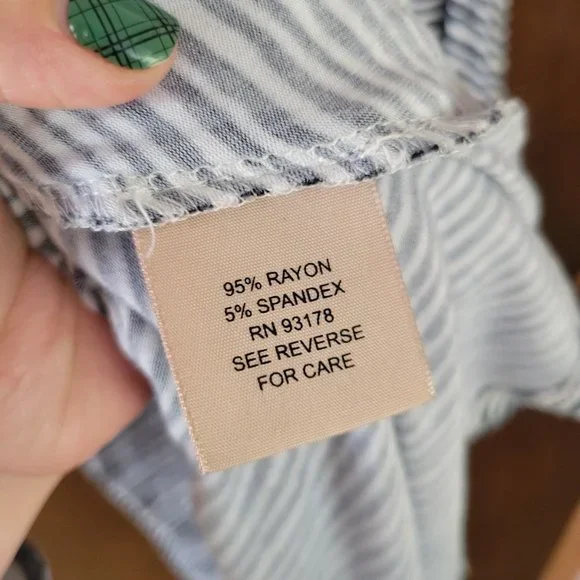 95% RAYON
5% SPANDEX
RN 93178
SEE REVERSE
FOR CARE